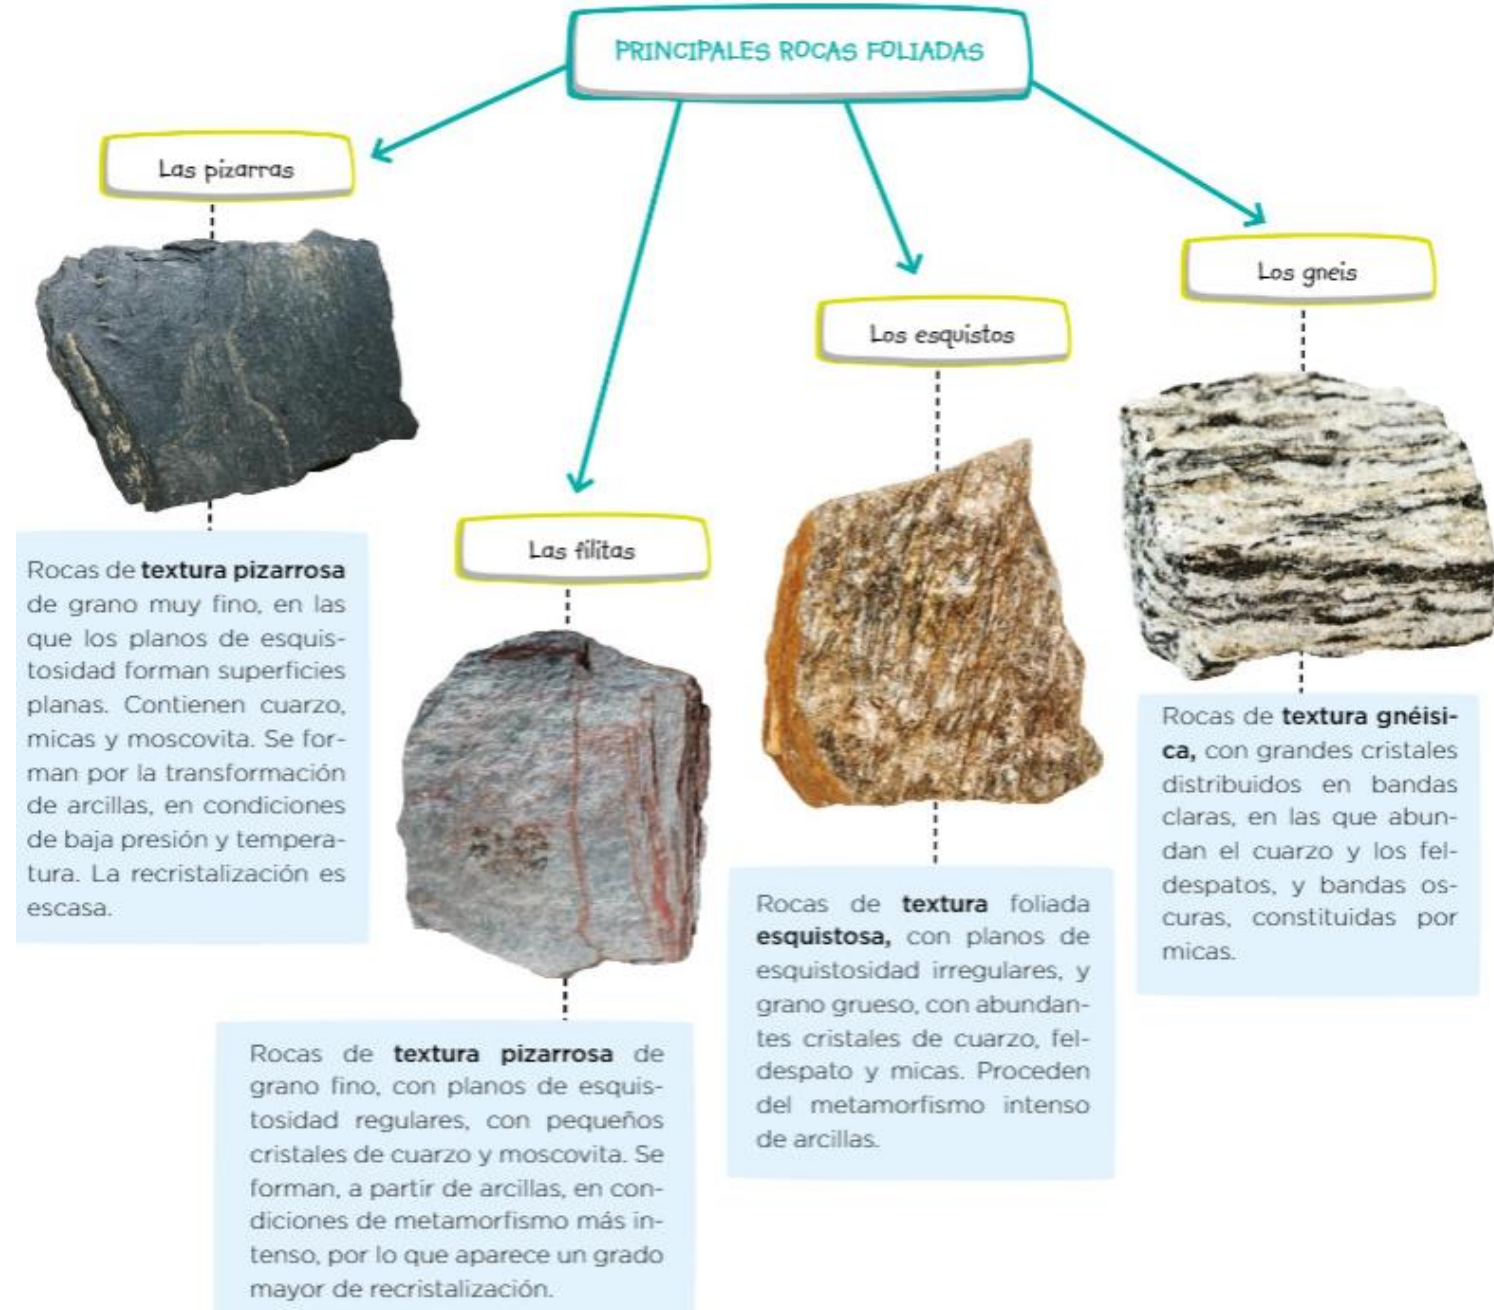 PRINCIPALES ROCAS FOLIADAS
Las pizarras
Rocas de textura pizarrosa
de grano muy fino, en las
que los planos de esquis-
tosidad forman superficies
planas. Contienen cuarzo,
micas y moscovita. Se for-
man por la transformación
de arcillas, en condiciones
de baja presión y tempera-
tura. La recristalización es
escasa.
Las filitas
Rocas de textura pizarrosa de
grano fino, con planos de esquis-
tosidad regulares, con pequeños
cristales de cuarzo y moscovita. Se
forman, a partir de arcillas, en con-
diciones de metamorfismo más in-
tenso, por lo que aparece un grado
mayor de recristalización.
Los esquistos
Rocas de textura foliada
esquistosa, con planos de
esquistosidad irregulares, y
grano grueso, con abundan-
tes cristales de cuarzo, fel-
despato y micas. Proceden
del metamorfismo intenso
de arcillas.
Los gneis
Rocas de textura gnéisi-
ca, con grandes cristales
distribuidos en bandas
claras, en las que abun-
dan el cuarzo y los fel-
despatos, y bandas os-
curas, constituidas por
micas.